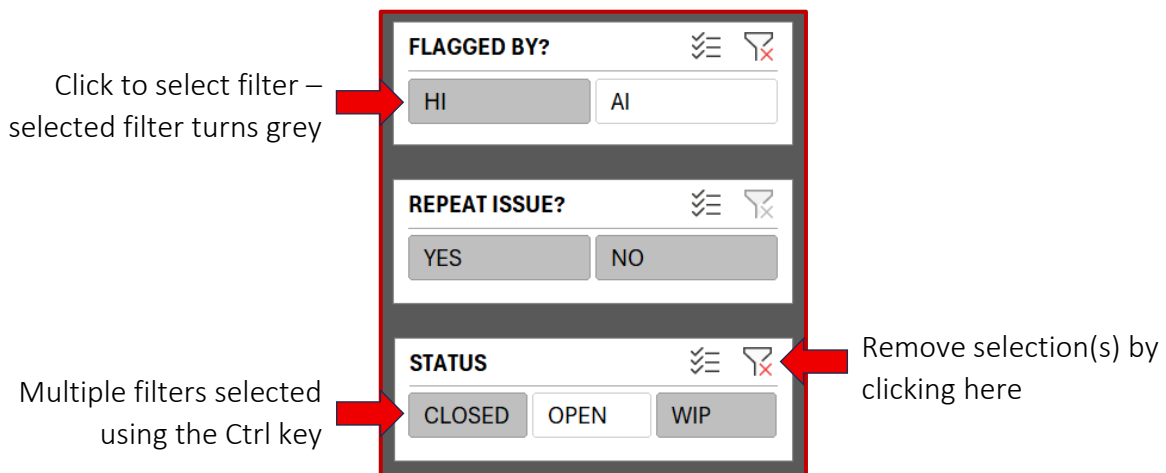 FLAGGED BY?
Click to select filter –
selected filter turns grey
HI
AI
REPEAT ISSUE?
YES
NO
STATUS
Remove selection(s) by
clicking here
Multiple filters selected
using the Ctrl key
CLOSED
OPEN
WIP